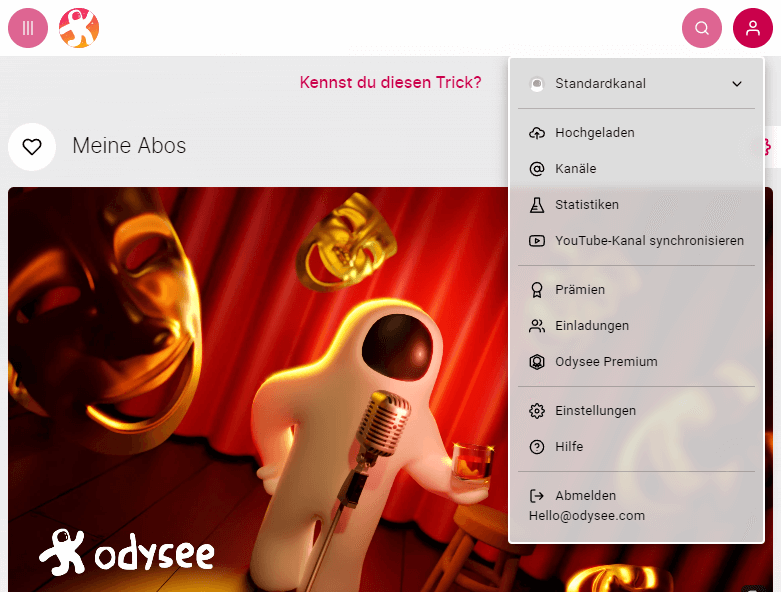 Kennst du diesen Trick?
Meine Abos
Standardkanal
Hochgeladen
Kanäle
Statistiken
YouTube-Kanal synchronisieren
Prämien
Einladungen
Odysee Premium
Einstellungen
Hilfe
Abmelden
Hello@odysee.com
odysee